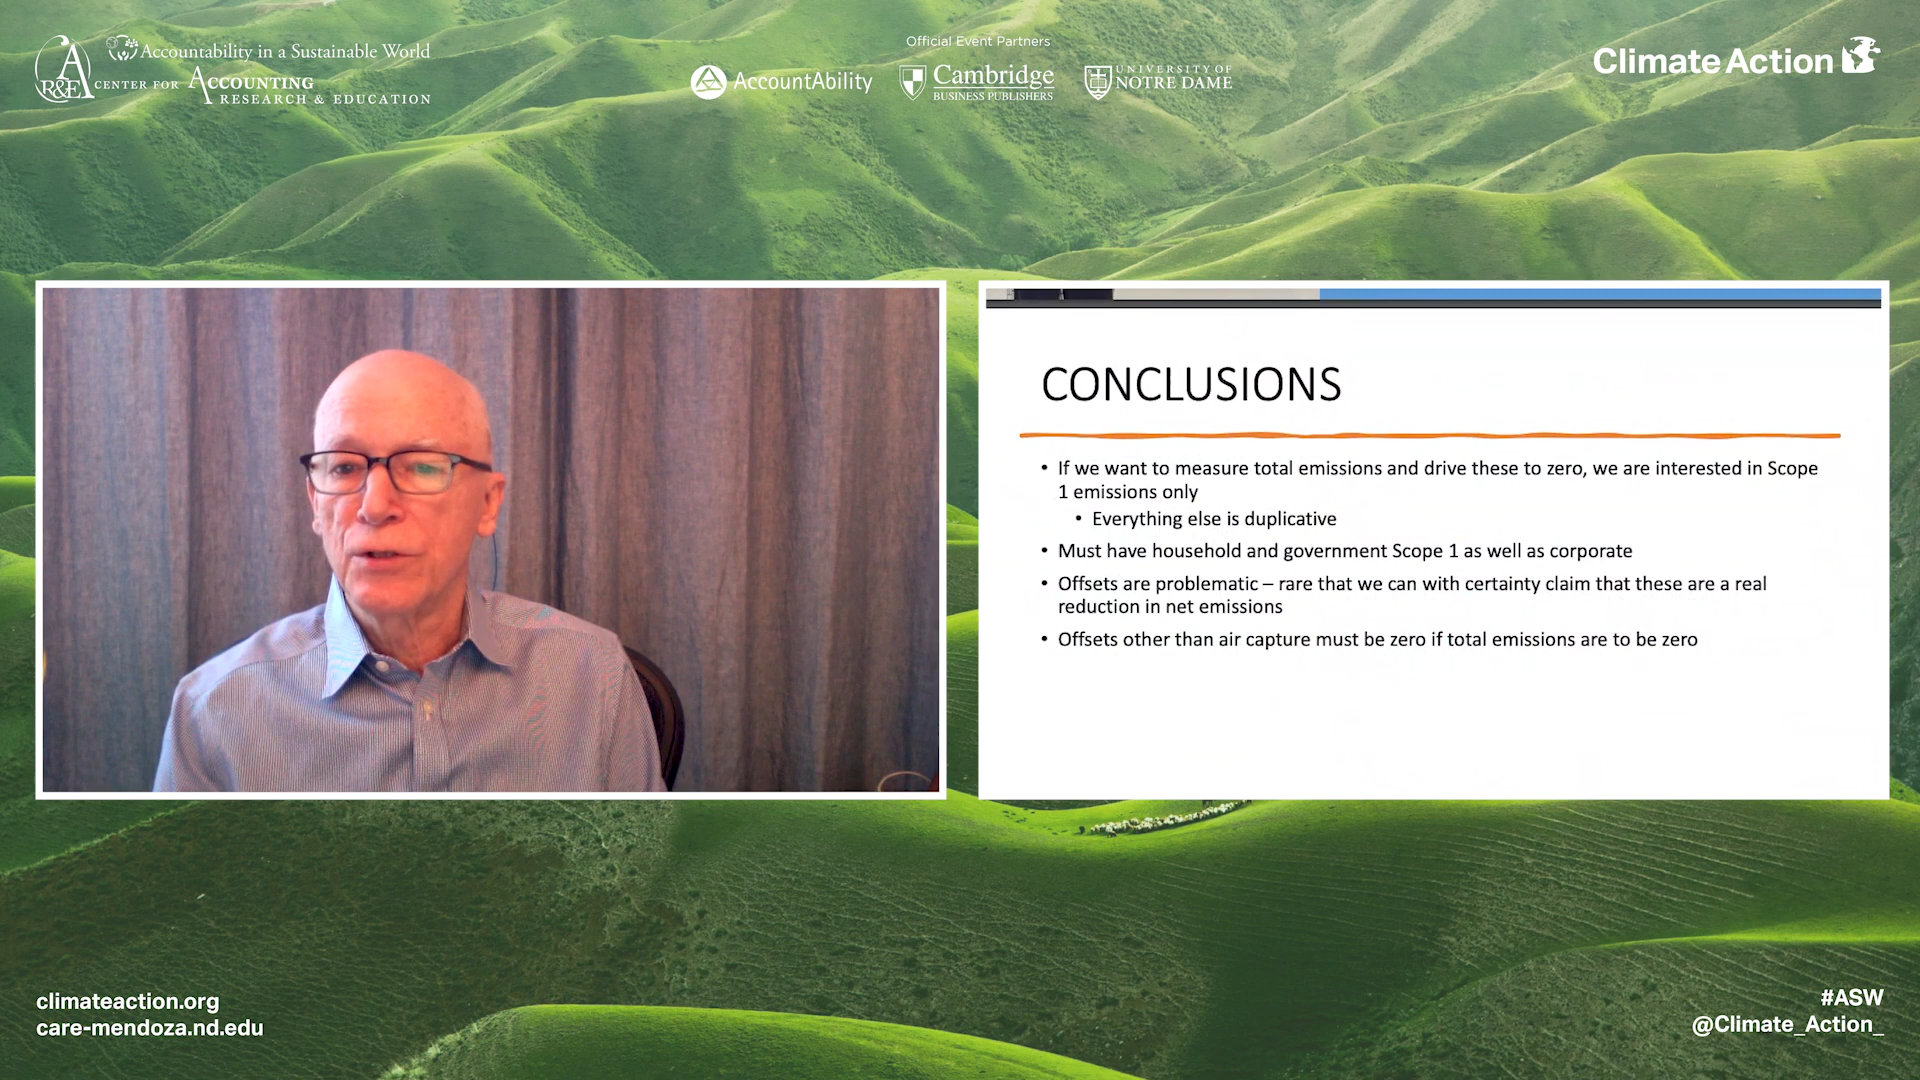 Accountability in a Sustainable World
CARE
CENTER FOR ACCOUNTING
RESEARCH & EDUCATION
Official Event Partners
AccountAbility
Cambridge
BUSINESS PUBLISHERS
UNIVERSITY OF
NOTRE DAME
Climate Action
CONCLUSIONS
• If we want to measure total emissions and drive these to zero, we are interested in Scope
1 emissions only
• Everything else is duplicative
• Must have household and government Scope 1 as well as corporate
• Offsets are problematic – rare that we can with certainty claim that these are a real
reduction in net emissions
• Offsets other than air capture must be zero if total emissions are to be zero
climateaction.org
care-mendoza.nd.edu
#ASW
@Climate_Action_